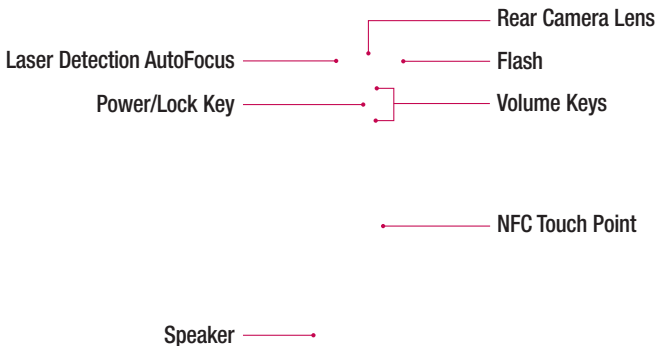 Rear Camera Lens
Laser Detection AutoFocus
Flash
Power/Lock Key
Volume Keys
NFC Touch Point
Speaker